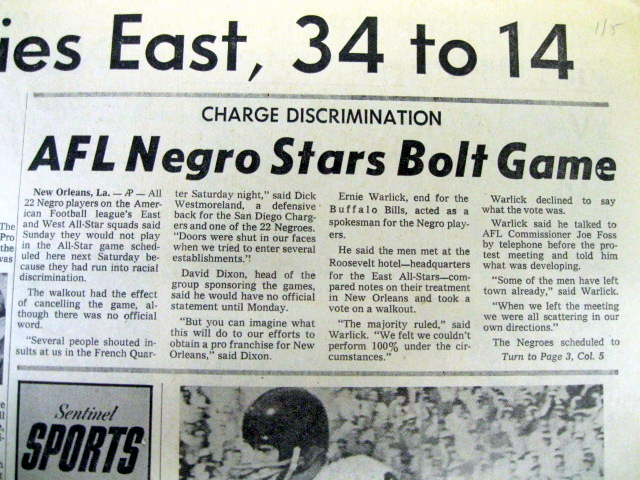 ies East, 34 to 14
1/5
CHARGE DISCRIMINATION
AFL Negro Stars Bolt Game
New Orleans, La. — AP — All
22 Negro players on the Amer-
ican Football league's East
and West All-Star squads said
Sunday they would not play
in the All-Star game sched-
uled here next Saturday be-
cause they had run into racial
discrimination.
The walkout had the effect
of cancelling the game, al-
though there was no official
word.
"Several people shouted in-
sults at us in the French Quar-
ter Saturday night," said Dick
Westmoreland, a defensive
back for the San Diego Charg-
ers and one of the 22 Negroes.
"Doors were shut in our faces
when we tried to enter several
establishments."
David Dixon, head of the
group sponsoring the games,
said he would have no official
statement until Monday.
"But you can imagine what
this will do to our efforts to
obtain a pro franchise for New
Orleans," said Dixon.
Ernie Warlick, end for the
Buffalo Bills, acted as a
spokesman for the Negro play-
ers.
He said the men met at the
Roosevelt hotel—headquarters
for the East All-Stars—com-
pared notes on their treatment
in New Orleans and took a
vote on a walkout.
"The majority ruled," said
Warlick. "We felt we couldn't
perform 100% under the cir-
cumstances."
Warlick declined to say
what the vote was.
Warlick said he talked to
AFL Commissioner Joe Foss
by telephone before the pro-
test meeting and told him
what was developing.
"Some of the men have left
town already," said Warlick.
"When we left the meeting
we were all scattering in our
own directions."
The Negroes scheduled to
Turn to Page 3, Col. 5
The
Pro
the
was
Sentinel
SPORTS